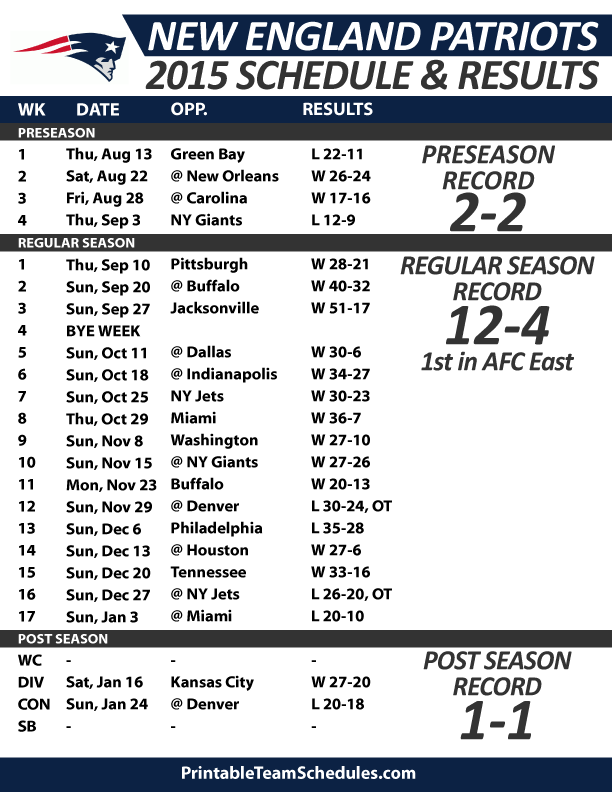 NEW ENGLAND PATRIOTS
2015 SCHEDULE & RESULTS
WK DATE OPP. RESULTS
PRESEASON
1 Thu, Aug 13 Green Bay L 22-11
2 Sat, Aug 22 @ New Orleans W 26-24
3 Fri, Aug 28 @ Carolina W 17-16
4 Thu, Sep 3 NY Giants L 12-9
PRESEASON
RECORD
2-2
REGULAR SEASON
1 Thu, Sep 10 Pittsburgh W 28-21
2 Sun, Sep 20 @ Buffalo W 40-32
3 Sun, Sep 27 Jacksonville W 51-17
4 BYE WEEK
5 Sun, Oct 11 @ Dallas W 30-6
6 Sun, Oct 18 @ Indianapolis W 34-27
7 Sun, Oct 25 NY Jets W 30-23
8 Thu, Oct 29 Miami W 36-7
9 Sun, Nov 8 Washington W 27-10
10 Sun, Nov 15 @ NY Giants W 27-26
11 Mon, Nov 23 Buffalo W 20-13
12 Sun, Nov 29 @ Denver L 30-24, OT
13 Sun, Dec 6 Philadelphia L 35-28
14 Sun, Dec 13 @ Houston W 27-6
15 Sun, Dec 20 Tennessee W 33-16
16 Sun, Dec 27 @ NY Jets L 26-20, OT
17 Sun, Jan 3 @ Miami L 20-10
REGULAR SEASON
RECORD
12-4
1st in AFC East
POST SEASON
WC - - -
DIV Sat, Jan 16 Kansas City W 27-20
CON Sun, Jan 24 @ Denver L 20-18
SB - - -
POST SEASON
RECORD
1-1
PrintableTeamSchedules.com